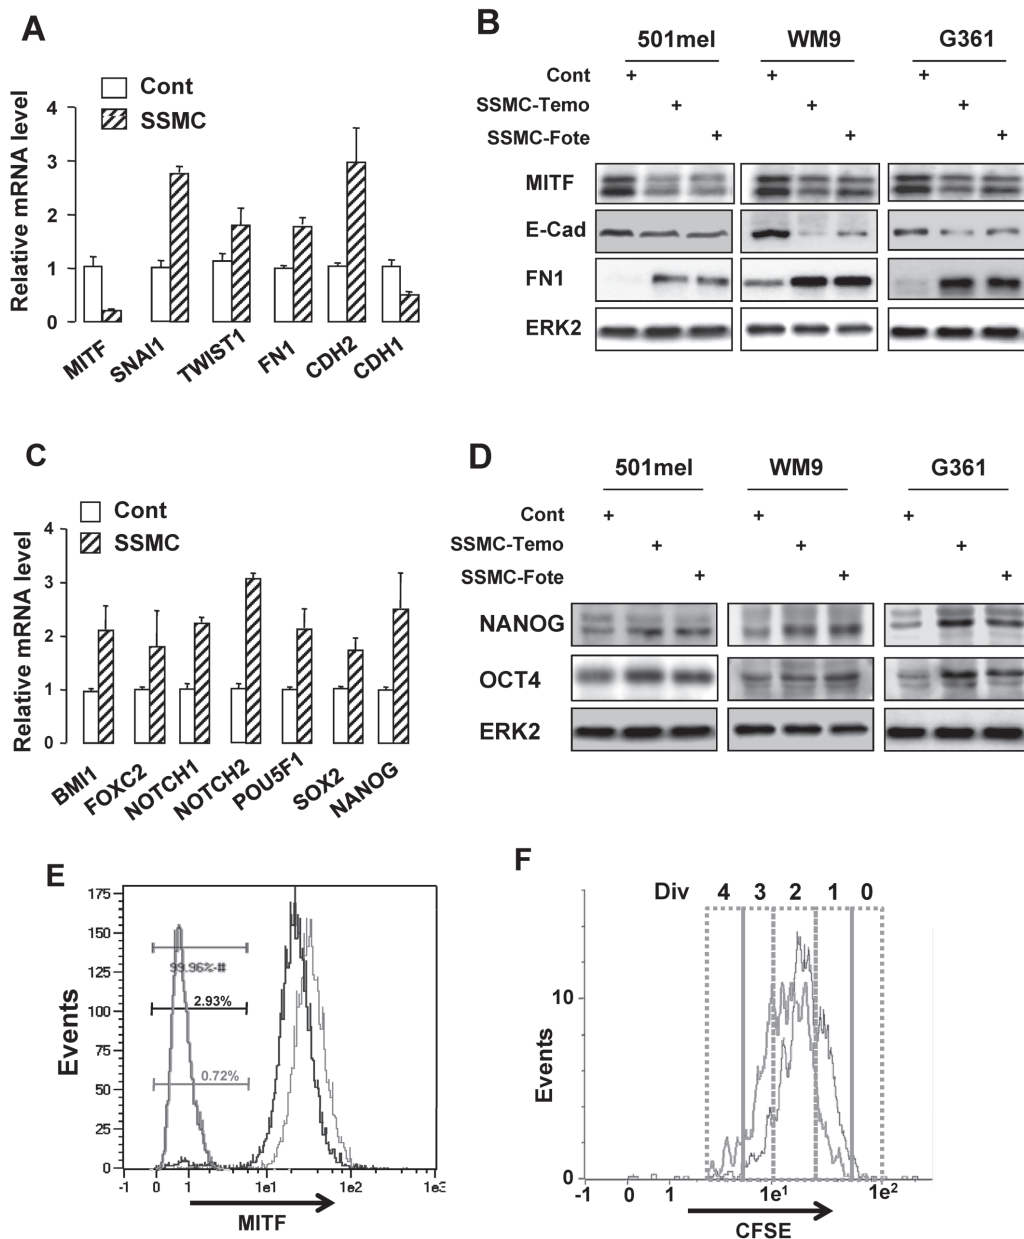 A
Cont
SSMC
Relative mRNA level
4
3
2
1
0
MITF
SNAI1
TWIST1
FN1
CDH2
CDH1
B
501mel WM9 G361
Cont + + +
SSMC-Temo + + +
SSMC-Fote + + +
MITF
E-Cad
FN1
ERK2
C
Cont
SSMC
Relative mRNA level
4
3
2
1
0
BMI1
FOXC2
NOTCH1
NOTCH2
POU5F1
SOX2
NANOG
D
501mel WM9 G361
Cont + + +
SSMC-Temo + + +
SSMC-Fote + + +
NANOG
OCT4
ERK2
E
Events
175
150
125
100
75
50
25
0
99.96%-#
2.93%
0.72%
-1 0 1 1e1 1e2 1e3
MITF
F
Div 4 3 2 1 0
Events
10
0
-1 0 1 1e1 1e2
CFSE